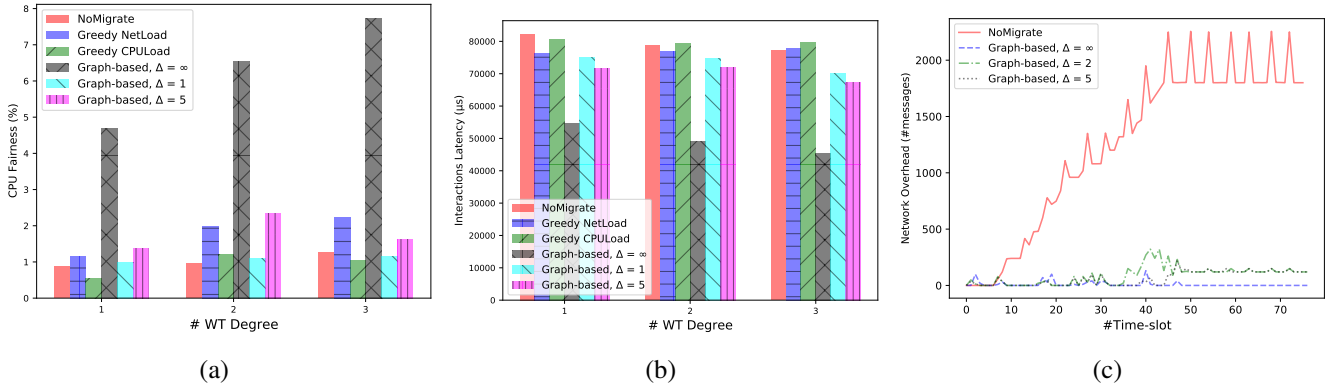 NoMigrate
Greedy NetLoad
Greedy CPULoad
Graph-based, Δ = ∞
Graph-based, Δ = 1
Graph-based, Δ = 5
CPU Fairness (%)
8
7
6
5
4
3
2
1
0
1 2 3
# WT Degree
(a)
Interactions Latency (μs)
80000
70000
60000
50000
40000
30000
20000
10000
0
NoMigrate
Greedy NetLoad
Greedy CPULoad
Graph-based, Δ = ∞
Graph-based, Δ = 1
Graph-based, Δ = 5
1 2 3
# WT Degree
(b)
NoMigrate
Graph-based, Δ = ∞
Graph-based, Δ = 2
Graph-based, Δ = 5
Network Overhead (#messages)
2000
1500
1000
500
0
0 10 20 30 40 50 60 70
#Time-slot
(c)